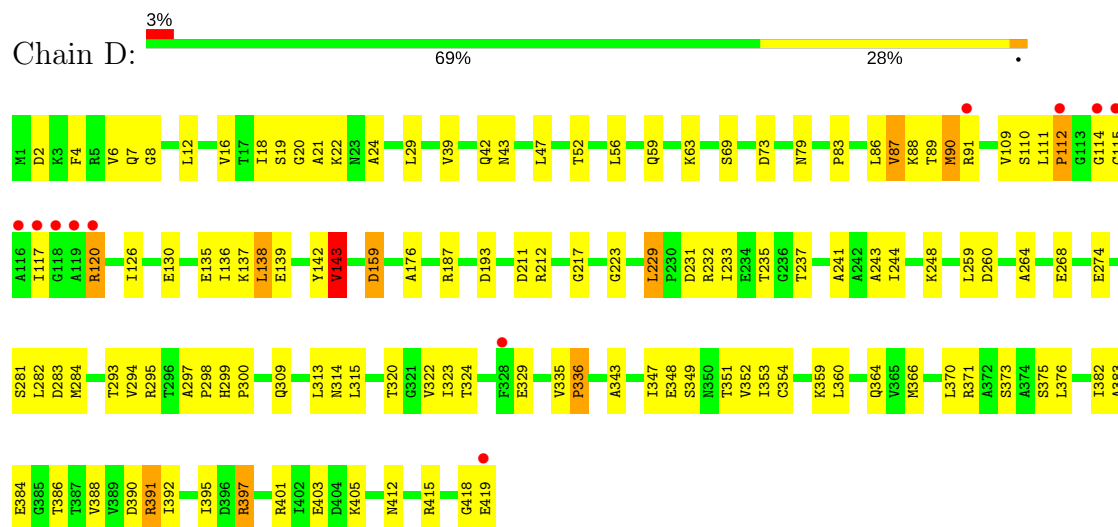 3%
Chain D:
69% 28% •
M1 D2 K3 F4 R5 V6 Q7 G8 L12 V16 T17 I18 S19 G20 A21 K22 N23 A24 L29 V39 Q42 N43 L47 T52 L56 Q59 K63 S69 D73 N79 P83 L86 V87 K88 T89 M90 R91 V109 S110 L111 P112 G113 G114
A116 I117 G118 A119 R120 I126 E130 E135 I136 K137 L138 E139 Y142 V143 D159 A176 R187 D193 D211 R212 G217 G223 L229 P230 D231 R232 I233 E234 T235 G236 T237 A241 A242 A243 I244 K248 L259 D260 A264 E268 E274
S281 L282 D283 M284 T293 V294 R295 T296 A297 P298 H299 P300 Q309 L313 N314 L315 T320 G321 V322 I323 T324 F328 E329 V335 P336 A343 I347 E348 S349 N350 T351 V352 I353 C354 K359 L360 Q364 V365 M366 L370 R371 A372 S373 A374 S375 L376 I382
E384 G385 T386 T387 V388 V389 D390 R391 I392 I395 D396 R397 R401 I402 E403 D404 K405 N412 R415 G418 E419